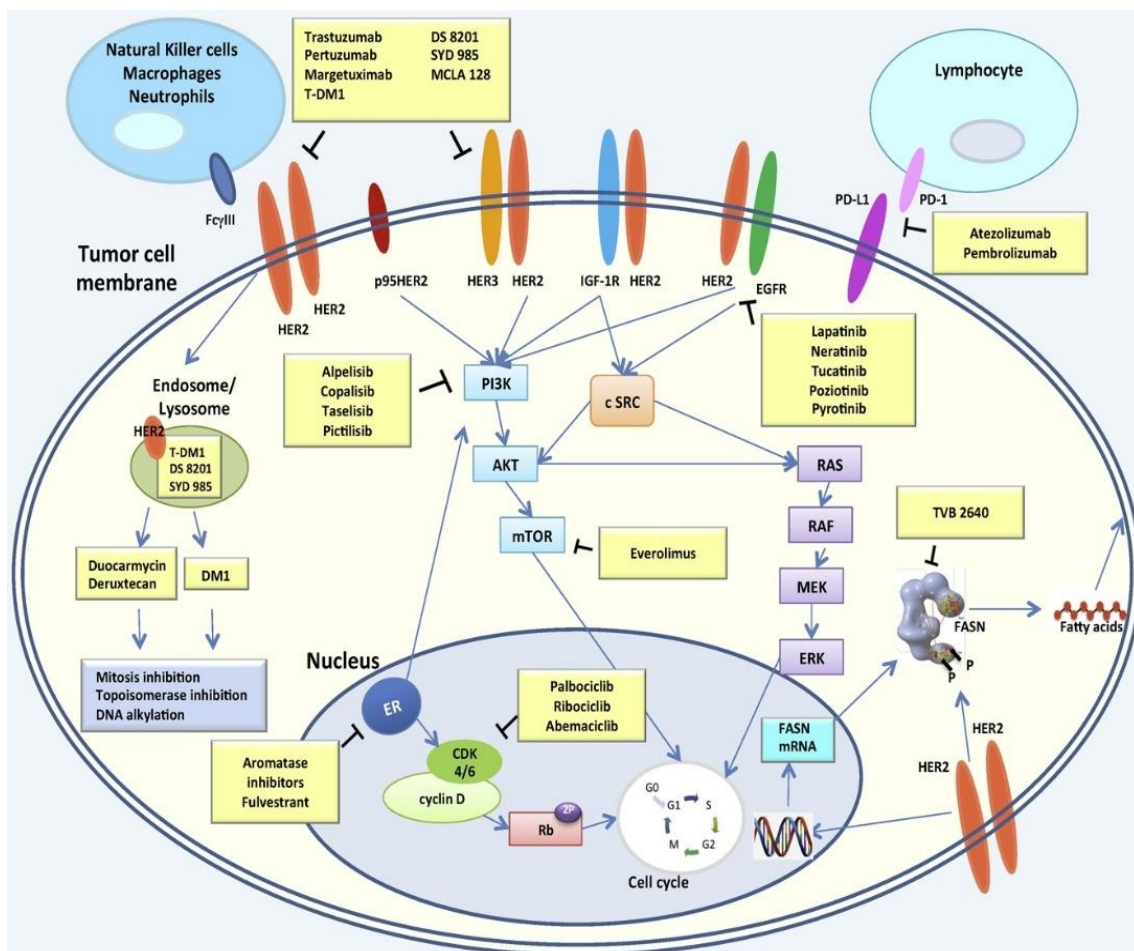 Natural Killer cells
Macrophages
Neutrophils
Trastuzumab DS 8201
Pertuzumab SYD 985
Margetuximab MCLA 128
T-DM1
Lymphocyte
FcγIII
PD-L1
PD-1
Atezolizumab
Pembrolizumab
Tumor cell
membrane
HER2
HER2
p95HER2
HER3
HER2
IGF-1R
HER2
HER2
EGFR
Lapatinib
Neratinib
Tucatinib
Poziotinib
Pyrotinib
Alpelisib
Copalisib
Taselisib
Pictilisib
PI3K
c SRC
Endosome/
Lysosome
HER2
T-DM1
DS 8201
SYD 985
AKT
RAS
mTOR
Everolimus
RAF
MEK
ERK
TVB 2640
FASN
P
P
Fatty acids
Duocarmycin
Deruxtecan
DM1
Mitosis inhibition
Topoisomerase inhibition
DNA alkylation
Nucleus
ER
Palbociclib
Ribociclib
Abemaciclib
Aromatase
inhibitors
Fulvestrant
CDK
4/6
cyclin D
2P
Rb
G0
G1
S
G2
M
Cell cycle
FASN
mRNA
HER2
HER2